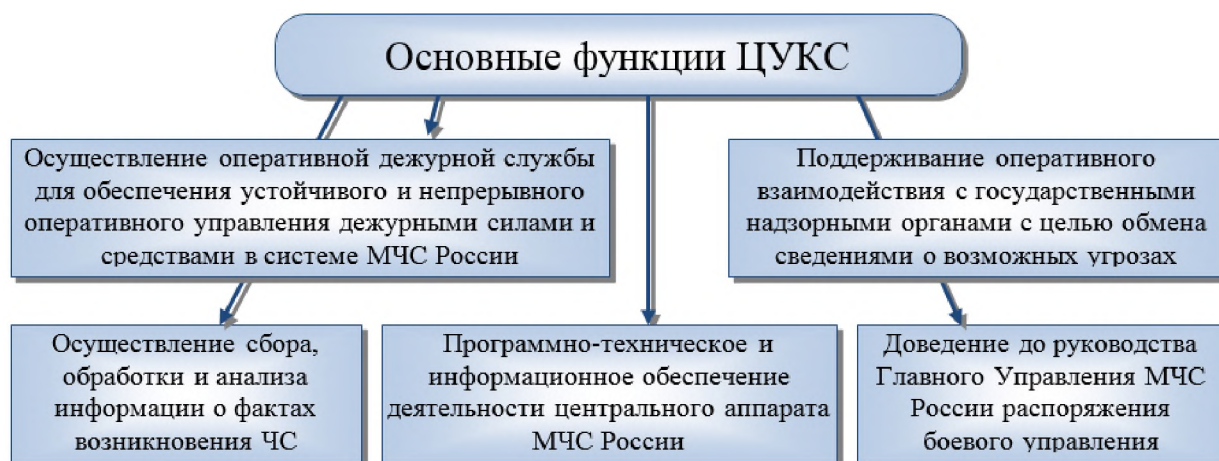 Основные функции ЦУКС
Осуществление оперативной дежурной службы
для обеспечения устойчивого и непрерывного
оперативного управления дежурными силами и
средствами в системе МЧС России
Поддерживание оперативного
взаимодействия с государственными
надзорными органами с целью обмена
сведениями о возможных угрозах
Осуществление сбора,
обработки и анализа
информации о фактах
возникновения ЧС
Программно-техническое и
информационное обеспечение
деятельности центрального аппарата
МЧС России
Доведение до руководства
Главного Управления МЧС
России распоряжения
боевого управления